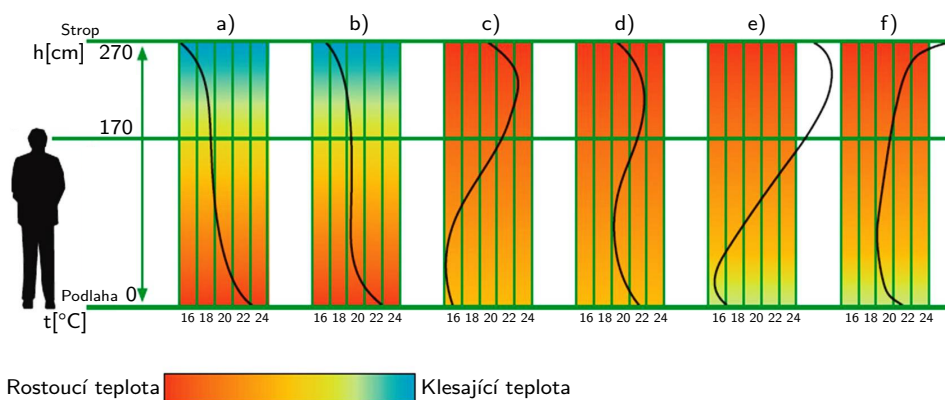 a) b) c) d) e) f)
Strop
h[cm] 270
170
Podlaha 0
t[°C] 16 18 20 22 24 16 18 20 22 24 16 18 20 22 24 16 18 20 22 24 16 18 20 22 24 16 18 20 22 24
Rostoucí teplota Klesající teplota